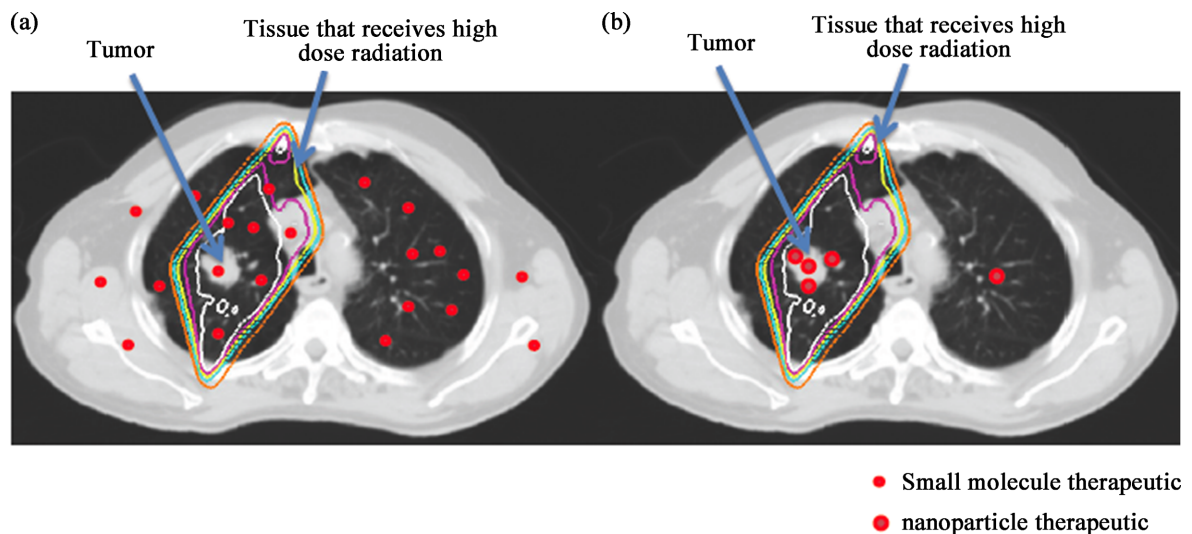 (a)
Tumor
Tissue that receives high
dose radiation
(b)
Tumor
Tissue that receives high
dose radiation
Small molecule therapeutic
nanoparticle therapeutic